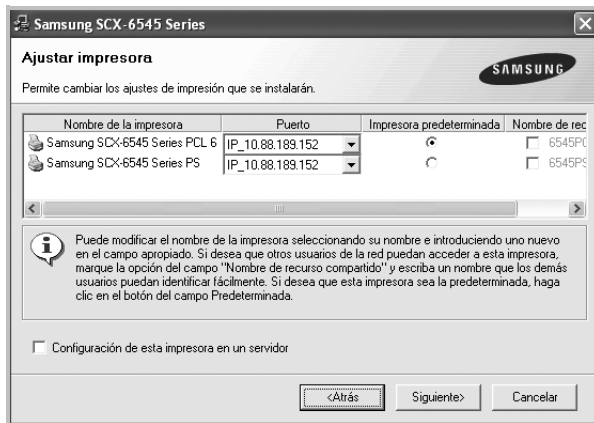 Samsung SCX-6545 Series
Ajustar impresora
Permite cambiar los ajustes de impresión que se instalarán.
SAMSUNG
Nombre de la impresora Puerto Impresora predeterminada Nombre de rec
Samsung SCX-6545 Series PCL 6 IP_10.88.189.152 6545PC
Samsung SCX-6545 Series PS IP_10.88.189.152 6545PS
Puede modificar el nombre de la impresora seleccionando su nombre e introduciendo uno nuevo
en el campo apropiado. Si desea que otros usuarios de la red puedan acceder a esta impresora,
marque la opción del campo "Nombre de recurso compartido" y escriba un nombre que los demás
usuarios puedan identificar fácilmente. Si desea que esta impresora sea la predeterminada, haga
clic en el botón del campo Predeterminada.
Configuración de esta impresora en un servidor
<Atrás Siguiente> Cancelar